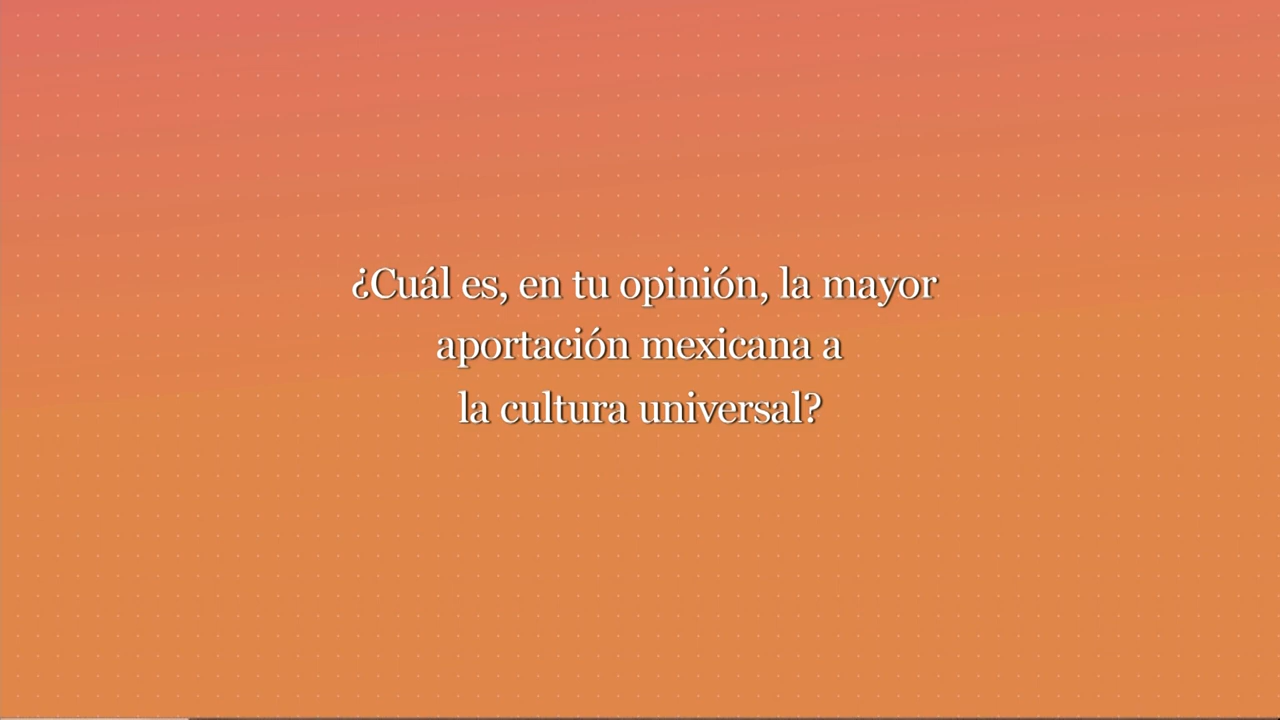 ¿Cuál es, en tu opinión, la mayor
aportación mexicana a
la cultura universal?